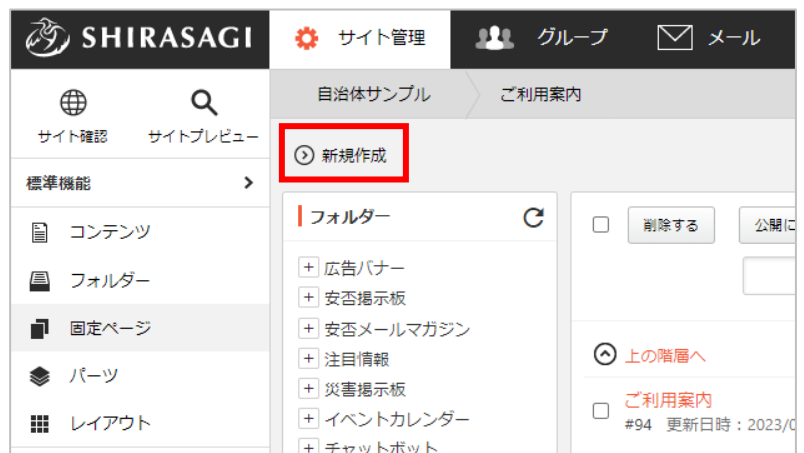 SHIRASAGI
サイト管理
グループ
メール
サイト確認
サイトプレビュー
自治体サンプル
ご利用案内
新規作成
標準機能
コンテンツ
フォルダー
固定ページ
パーツ
レイアウト
フォルダー
広告バナー
安否掲示板
安否メールマガジン
注目情報
災害掲示板
イベントカレンダー
チャットボット
削除する
公開に
上の階層へ
ご利用案内
#94 更新日時：2023/0